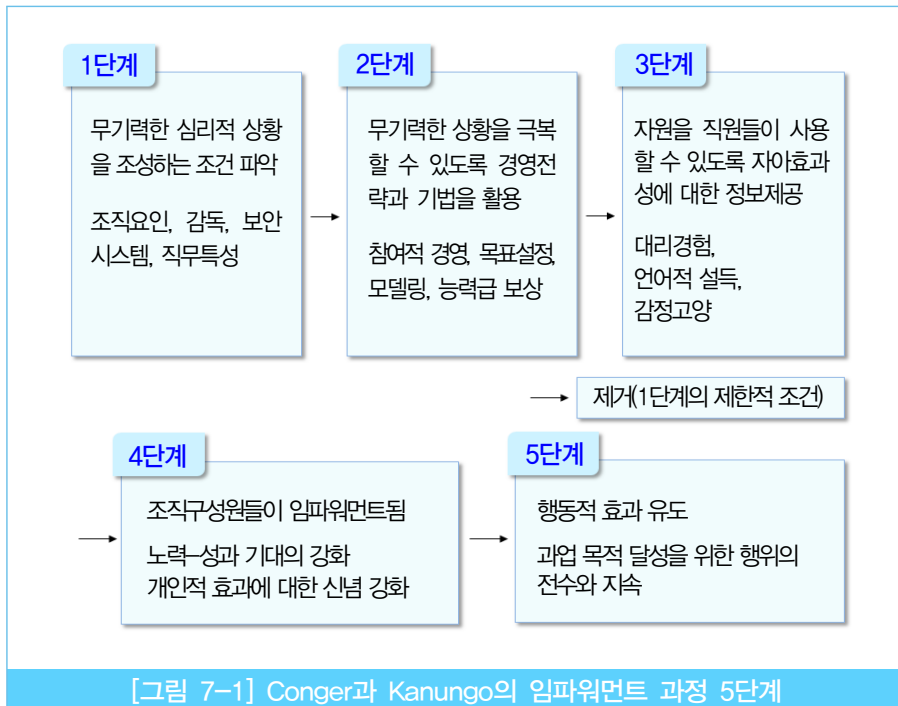 1단계
무기력한 심리적 상황
을 조성하는 조건 파악
조직요인, 감독, 보안
시스템, 직무특성
2단계
무기력한 상황을 극복
할 수 있도록 경영전
략과 기법을 활용
참여적 경영, 목표설정,
모델링, 능력급 보상
3단계
자원을 직원들이 사용
할 수 있도록 자아효과
성에 대한 정보제공
대리경험,
언어적 설득,
감정고양
제거(1단계의 제한적 조건)
4단계
조직구성원들이 임파워먼트됨
노력-성과 기대의 강화
개인적 효과에 대한 신념 강화
5단계
행동적 효과 유도
과업 목적 달성을 위한 행위의
전수와 지속
[그림 7-1] Conger과 Kanungo의 임파워먼트 과정 5단계